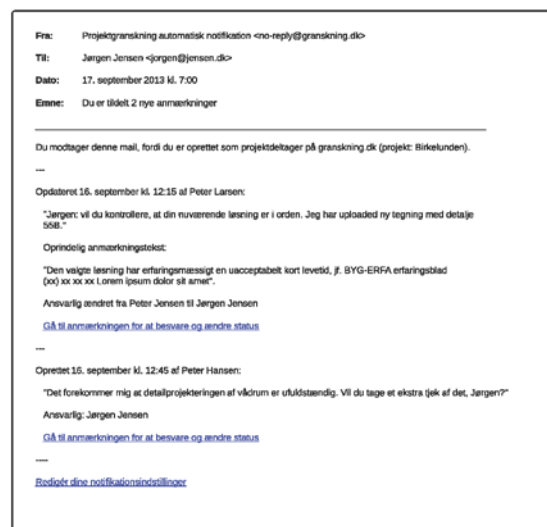 Fra: Projektgranskning automatisk notifikation <no-reply@granskning.dk>
Til: Jørgen Jensen <jorgen@jensen.dk>
Dato: 17. september 2013 kl. 7:00
Emne: Du er tildelt 2 nye anmærkninger
Du modtager denne mail, fordi du er oprettet som projektdeltager på granskning.dk (projekt: Birkelunden).
---
Opdateret 16. september kl. 12:15 af Peter Larsen:
"Jørgen: vil du kontrollere, at din nuværende løsning er i orden. Jeg har uploaded ny tegning med detalje
55B."
Oprindelig anmærkningstekst:
"Den valgte løsning har erfaringsmæssigt en uacceptabelt kort levetid, jf. BYG-ERFA erfaringsblad
(xx) xx xx xx Lorem ipsum dolor sit amet".
Ansvarlig ændret fra Peter Jensen til Jørgen Jensen
Gå til anmærkningen for at besvare og ændre status
---
Oprettet 16. september kl. 12:45 af Peter Hansen:
"Det forekommer mig at detailprojekteringen af vådrum er ufuldstændig. Vil du tage et ekstra tjek af det, Jørgen?"
Ansvarlig: Jørgen Jensen
Gå til anmærkningen for at besvare og ændre status
----
Redigér dine notifikationsindstillinger